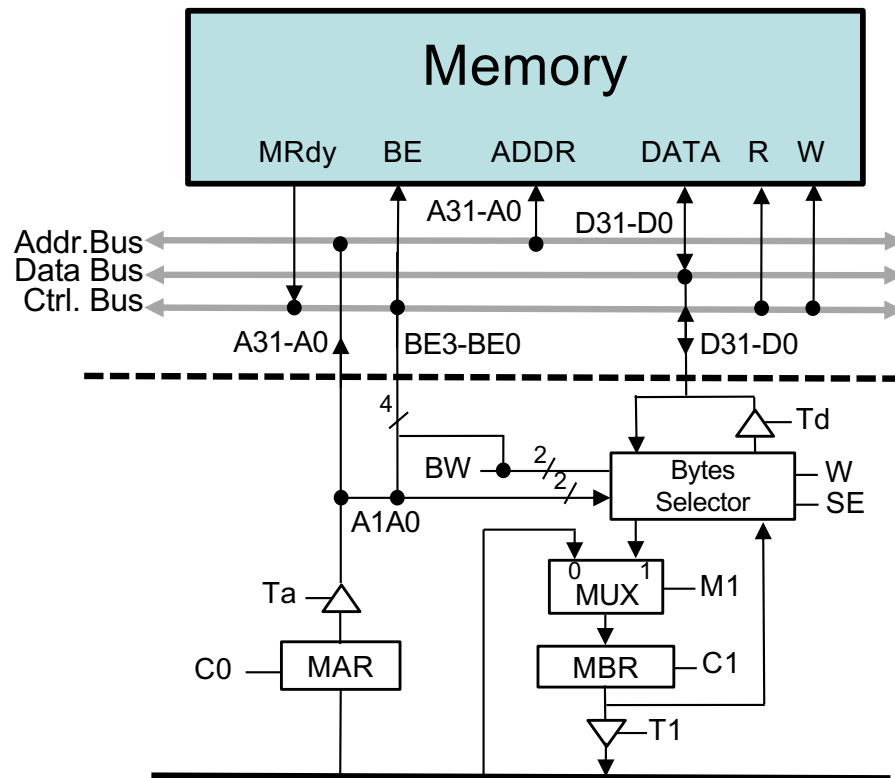 Memory
MRdy BE ADDR DATA R W
A31-A0
D31-D0
Addr.Bus
Data Bus
Ctrl. Bus
A31-A0
BE3-BE0
D31-D0
4
Td
BW
2
2
Bytes
Selector
W
SE
A1A0
0 1
MUX
M1
Ta
C0
MAR
MBR
C1
T1